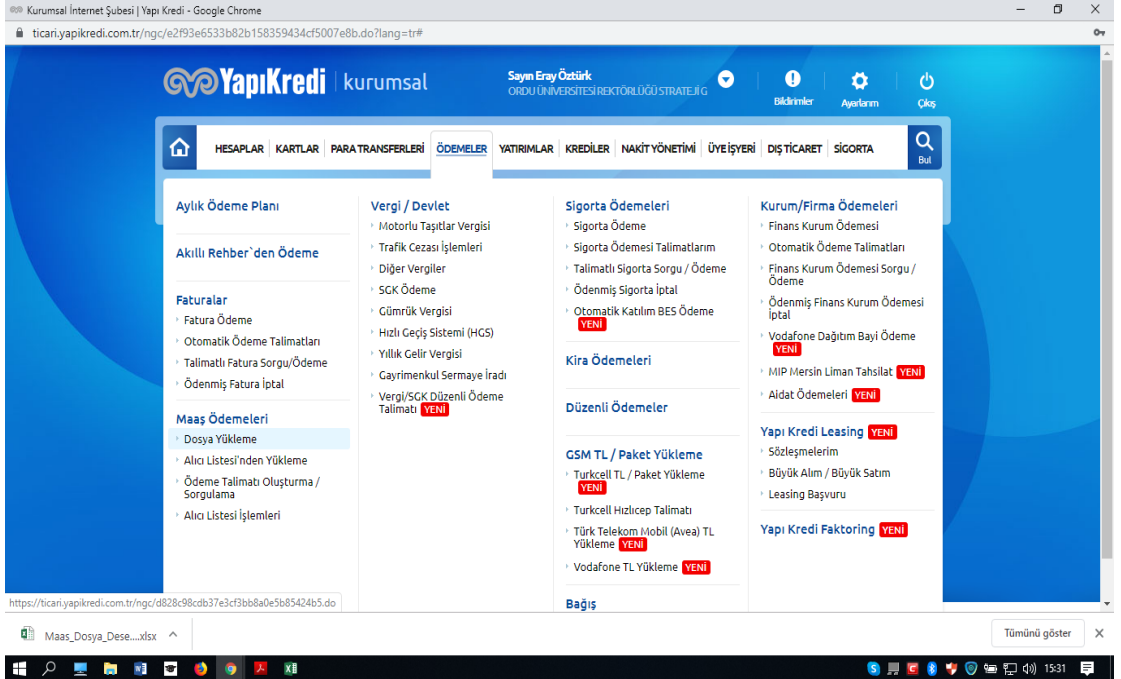 Kurumsal İnternet Şubesi | Yapı Kredi - Google Chrome
ticari.yapikredi.com.tr/ngc/e2f93e6533b82b158359434cf5007e8b.do?lang=tr#
YapıKredi | kurumsal
Sayın Eray Öztürk
ORDU ÜNİVERSİTESİ REKTÖRLÜĞÜ STRATEJİ G
Bildirimler
Ayarlarım
Çıkış
HESAPLAR KARTLAR PARA TRANSFERLERİ ÖDEMELER YATIRIMLAR KREDİLER NAKİT YÖNETİMİ ÜYE İŞYERİ DIŞ TİCARET SİGORTA
Bul
Aylık Ödeme Planı
Akıllı Rehber`den Ödeme
Faturalar
Fatura Ödeme
Otomatik Ödeme Talimatları
Talimatlı Fatura Sorgu/Ödeme
Ödenmiş Fatura İptal
Maaş Ödemeleri
Dosya Yükleme
Alıcı Listesi'nden Yükleme
Ödeme Talimatı Oluşturma /
Sorgulama
Alıcı Listesi İşlemleri
Vergi / Devlet
Motorlu Taşıtlar Vergisi
Trafik Cezası İşlemleri
Diğer Vergiler
SGK Ödeme
Gümrük Vergisi
Hızlı Geçiş Sistemi (HGS)
Yıllık Gelir Vergisi
Gayrimenkul Sermaye İradı
Vergi/SGK Düzenli Ödeme
Talimatı YENİ
Sigorta Ödemeleri
Sigorta Ödeme
Sigorta Ödemesi Talimatlarım
Talimatlı Sigorta Sorgu / Ödeme
Ödenmiş Sigorta İptal
Otomatik Katılım BES Ödeme
YENİ
Kira Ödemeleri
Düzenli Ödemeler
GSM TL / Paket Yükleme
Turkcell TL / Paket Yükleme
YENİ
Turkcell Hızlıcep Talimatı
Türk Telekom Mobil (Avea) TL
Yükleme YENİ
Vodafone TL Yükleme YENİ
Bağış
Kurum/Firma Ödemeleri
Finans Kurum Ödemesi
Otomatik Ödeme Talimatları
Finans Kurum Ödemesi Sorgu /
Ödeme
Ödenmiş Finans Kurum Ödemesi
İptal
Vodafone Dağıtım Bayi Ödeme
YENİ
MIP Mersin Liman Tahsilat YENİ
Aidat Ödemeleri YENİ
Yapı Kredi Leasing YENİ
Sözleşmelerim
Büyük Alım / Büyük Satım
Leasing Başvuru
Yapı Kredi Faktoring YENİ
https://ticari.yapikredi.com.tr/ngc/d828c98cdb37e3cf3bb8a0e5b85424b5.do
Maas_Dosya_Dese....xlsx
Tümünü göster
15:31